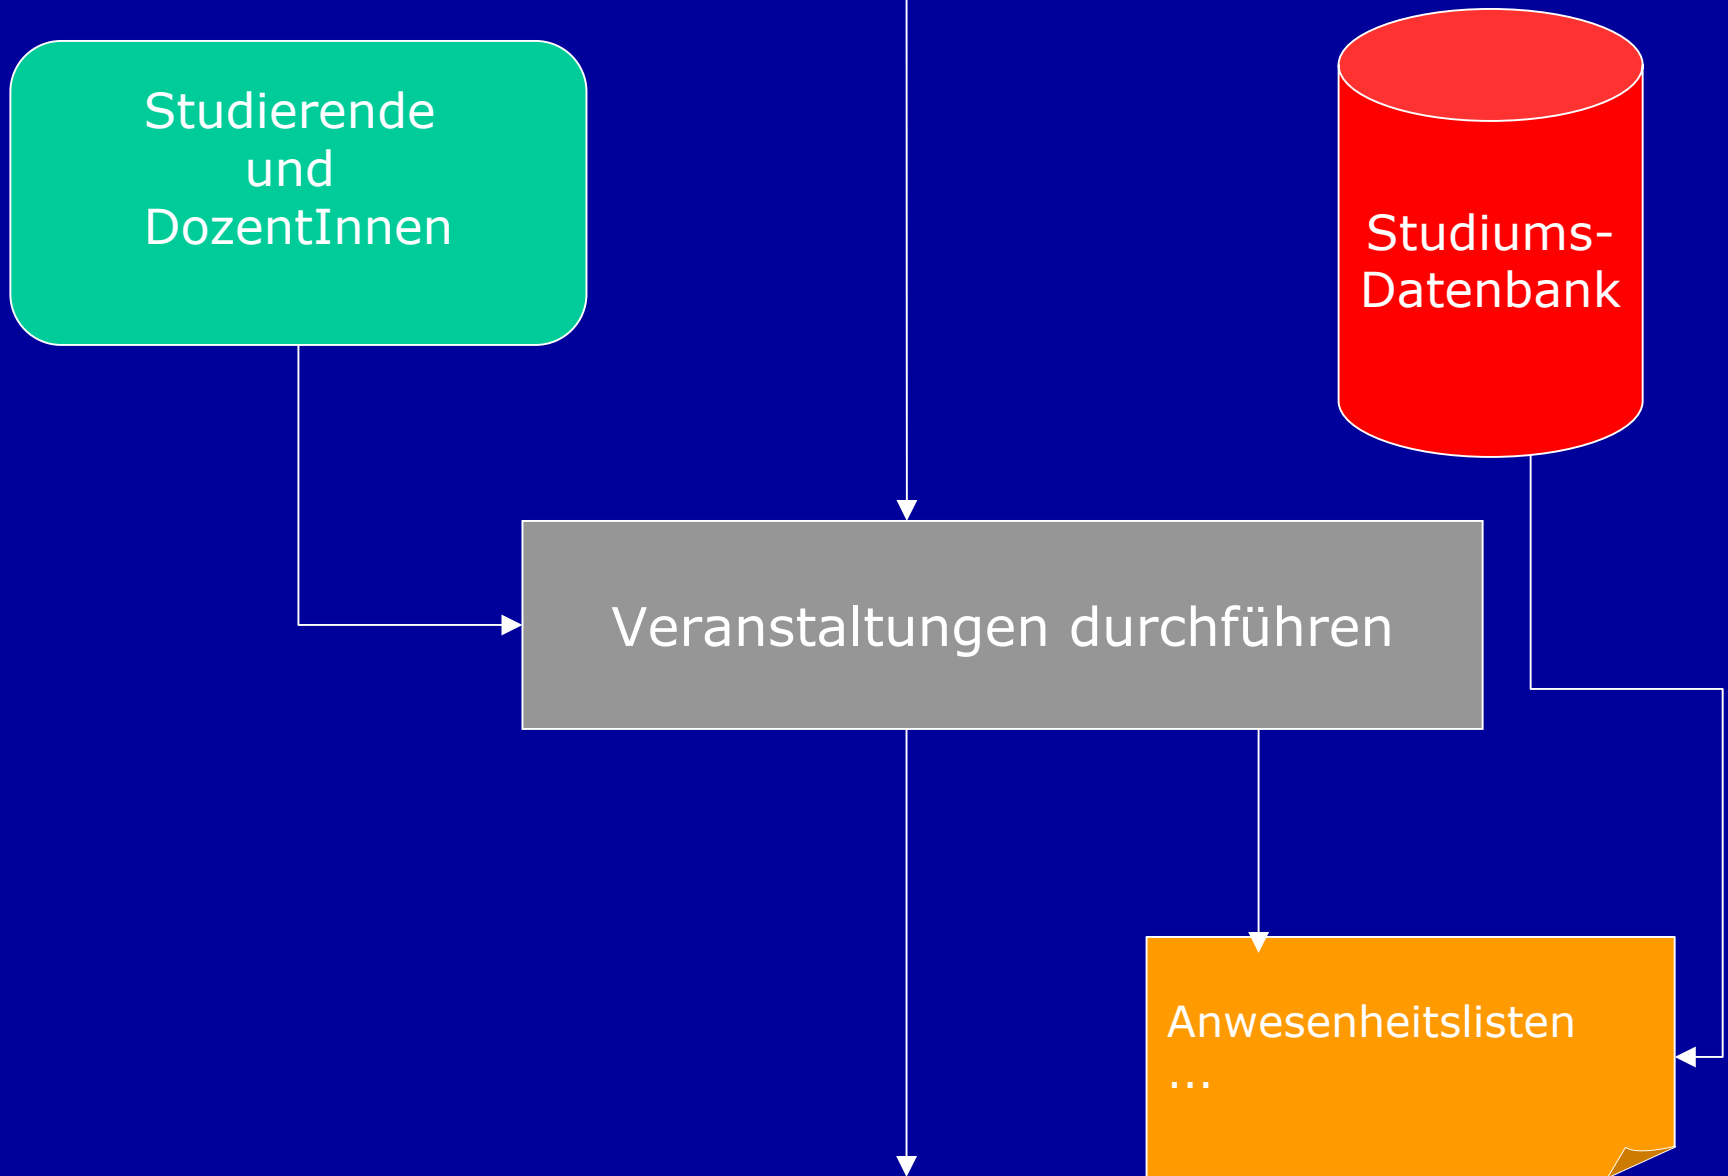 Studierende
und
DozentInnen
Studiums-
Datenbank
Veranstaltungen durchführen
Anwesenheitslisten
...